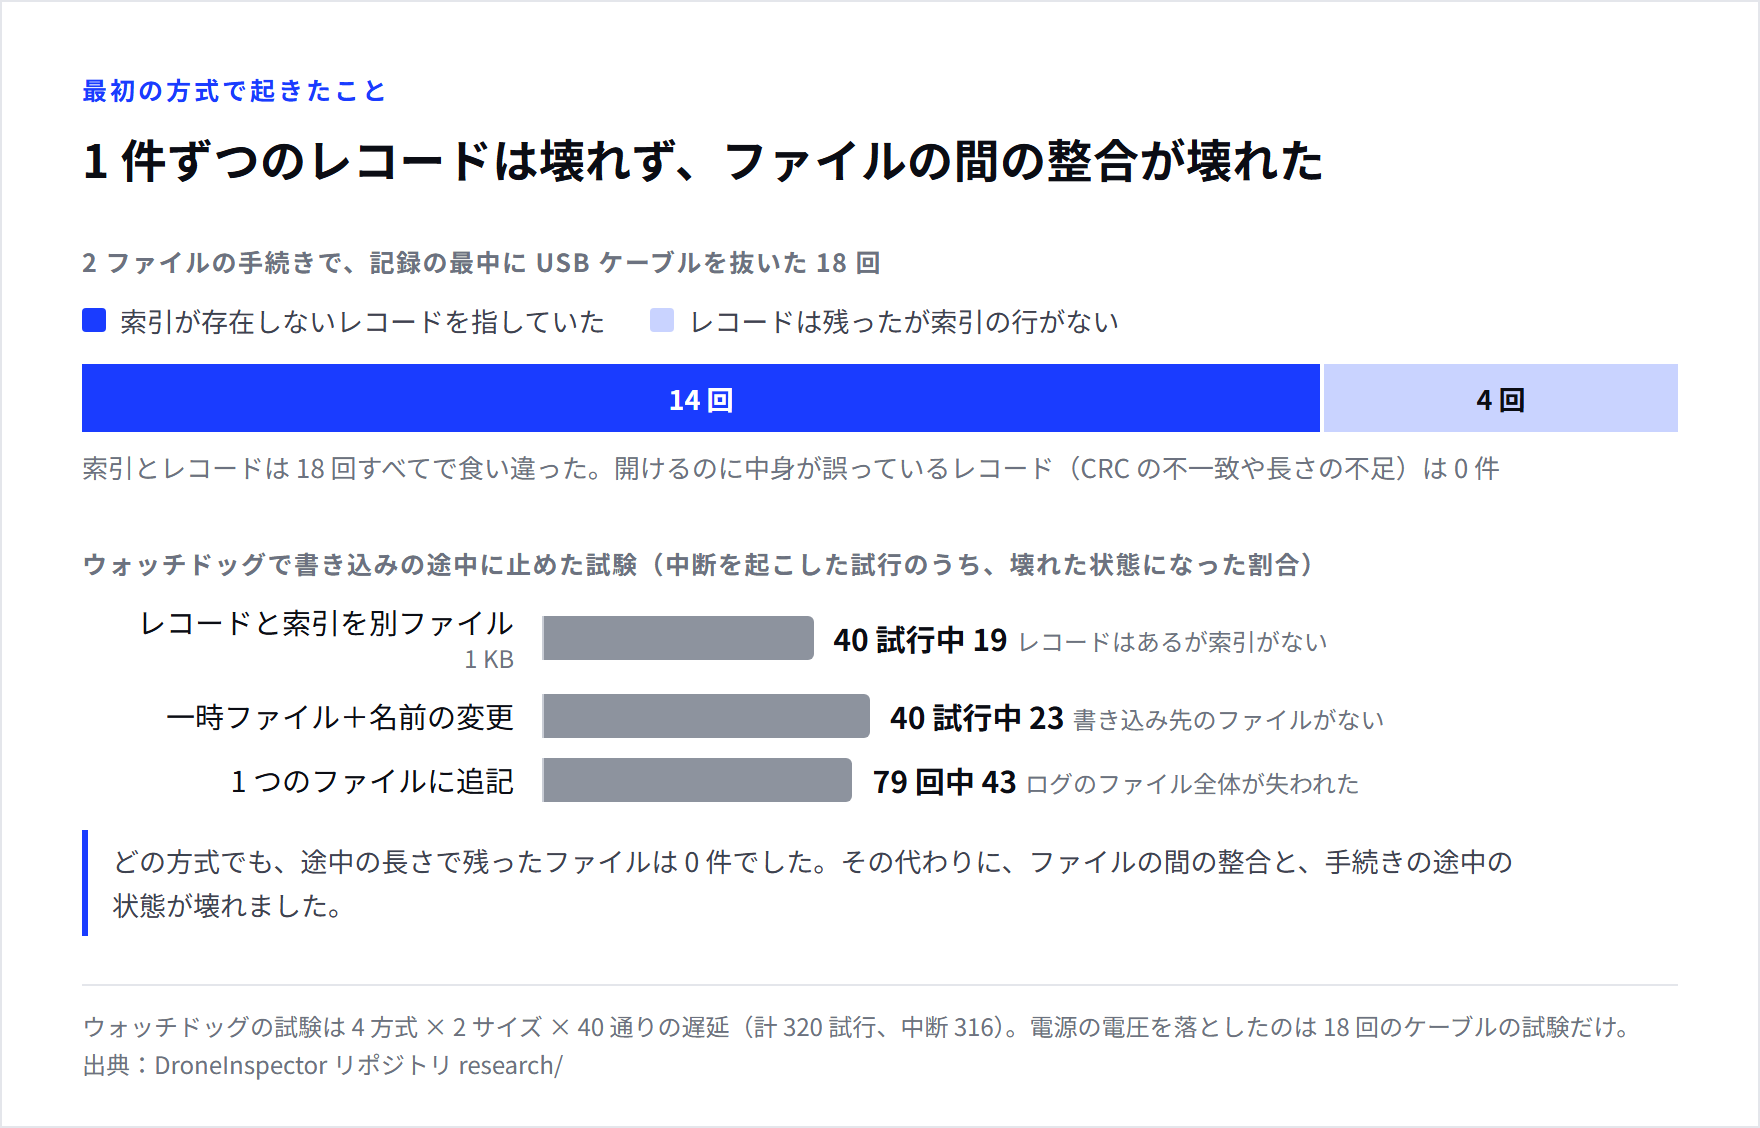 最初の方式で起きたこと
1 件ずつのレコードは壊れず、ファイルの間の整合が壊れた
2 ファイルの手続きで、記録の最中に USB ケーブルを抜いた 18 回
索引が存在しないレコードを指していた レコードは残ったが索引の行がない
14 回 4 回
索引とレコードは 18 回すべてで食い違った。開けるのに中身が誤っているレコード（CRC の不一致や長さの不足）は 0 件
ウォッチドッグで書き込みの途中に止めた試験（中断を起こした試行のうち、壊れた状態になった割合）
レコードと索引を別ファイル
1 KB
40 試行中 19 レコードはあるが索引がない
一時ファイル＋名前の変更 40 試行中 23 書き込み先のファイルがない
1 つのファイルに追記 79 回中 43 ログのファイル全体が失われた
どの方式でも、途中の長さで残ったファイルは 0 件でした。その代わりに、ファイルの間の整合と、手続きの途中の
状態が壊れました。
ウォッチドッグの試験は 4 方式 × 2 サイズ × 40 通りの遅延（計 320 試行、中断 316）。電源の電圧を落としたのは 18 回のケーブルの試験だけ。
出典：DroneInspector リポジトリ research/